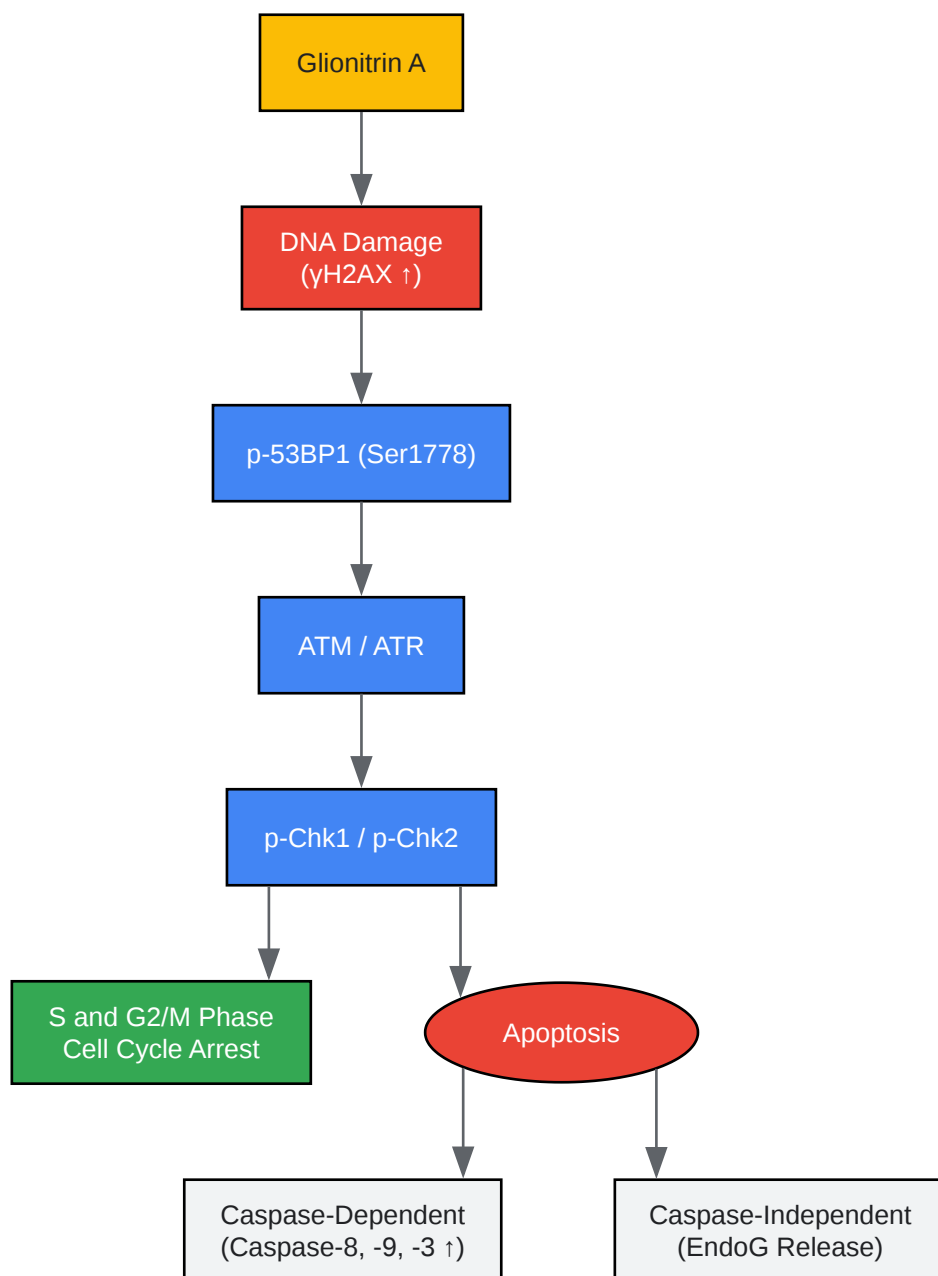 Glionitrin A
DNA Damage
(γH2AX ↑)
p-53BP1 (Ser1778)
ATM / ATR
p-Chk1 / p-Chk2
S and G2/M Phase
Cell Cycle Arrest
Apoptosis
Caspase-Dependent
(Caspase-8, -9, -3 ↑)
Caspase-Independent
(EndoG Release)